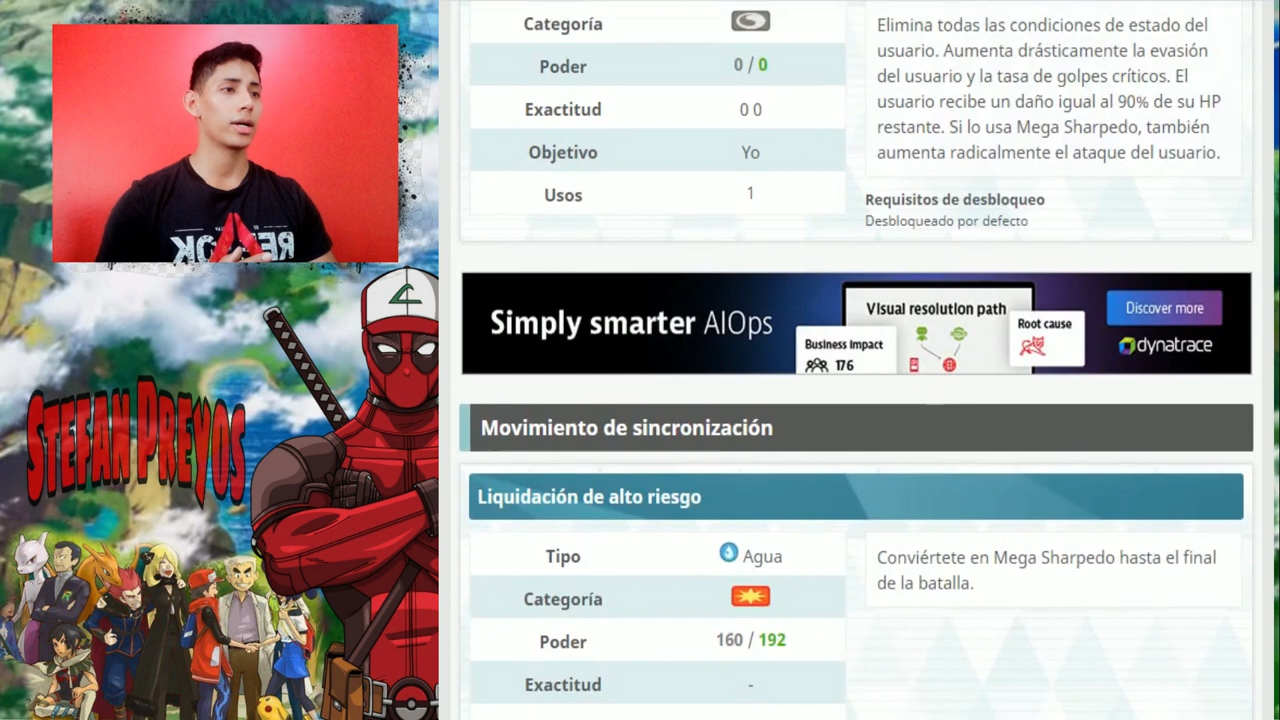 Categoría
Poder 0 / 0
Exactitud 0 0
Objetivo Yo
Usos 1
Elimina todas las condiciones de estado del
usuario. Aumenta drásticamente la evasión
del usuario y la tasa de golpes críticos. El
usuario recibe un daño igual al 90% de su HP
restante. Si lo usa Mega Sharpedo, también
aumenta radicalmente el ataque del usuario.
Requisitos de desbloqueo
Desbloqueado por defecto
Simply smarter AIOps
Visual resolution path
Business impact
176
Root cause
Discover more
dynatrace
Movimiento de sincronización
Liquidación de alto riesgo
Tipo Agua
Categoría
Poder 160 / 192
Exactitud -
Conviértete en Mega Sharpedo hasta el final
de la batalla.
STEFAN PREYOS